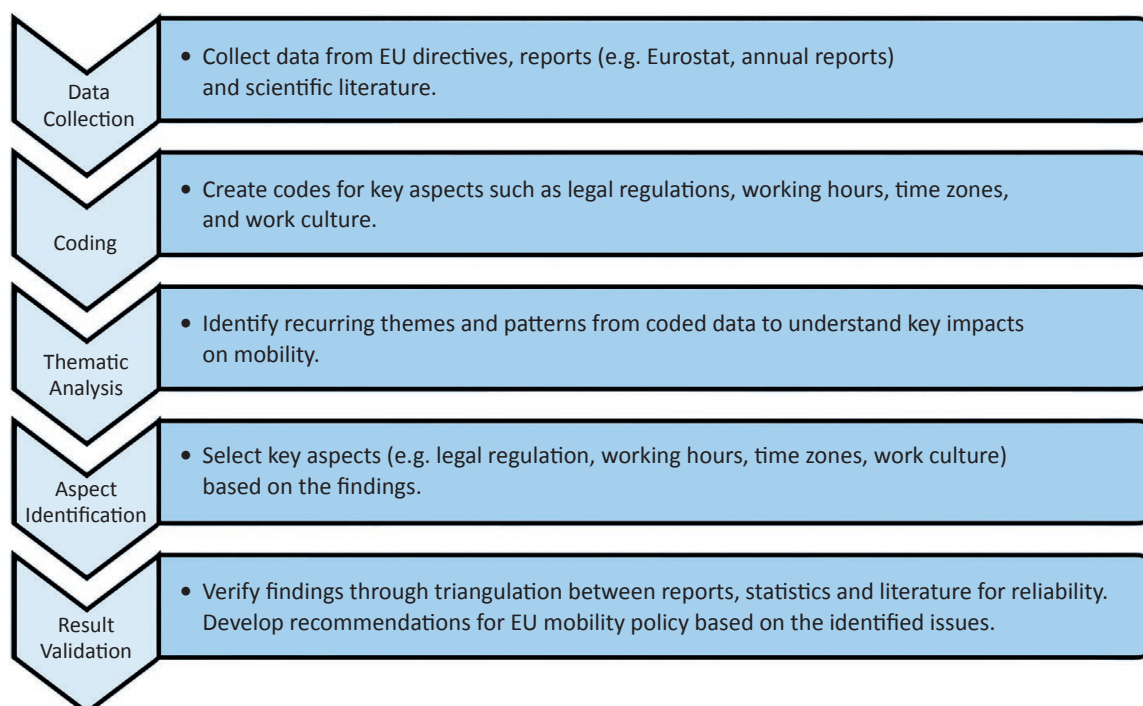 Data
Collection
• Collect data from EU directives, reports (e.g. Eurostat, annual reports)
and scientific literature.
Coding
• Create codes for key aspects such as legal regulations, working hours, time zones,
and work culture.
Thematic
Analysis
• Identify recurring themes and patterns from coded data to understand key impacts
on mobility.
Aspect
Identification
• Select key aspects (e.g. legal regulation, working hours, time zones, work culture)
based on the findings.
Result
Validation
• Verify findings through triangulation between reports, statistics and literature for reliability.
Develop recommendations for EU mobility policy based on the identified issues.